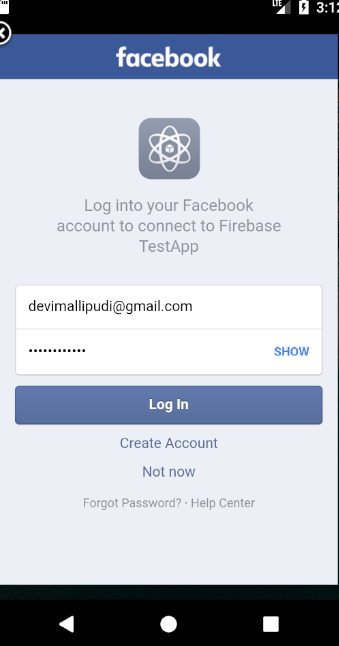 LTE 3:12
facebook
Log into your Facebook
account to connect to Firebase
TestApp
devimallipudi@gmail.com
••••••••••••
SHOW
Log In
Create Account
Not now
Forgot Password? · Help Center